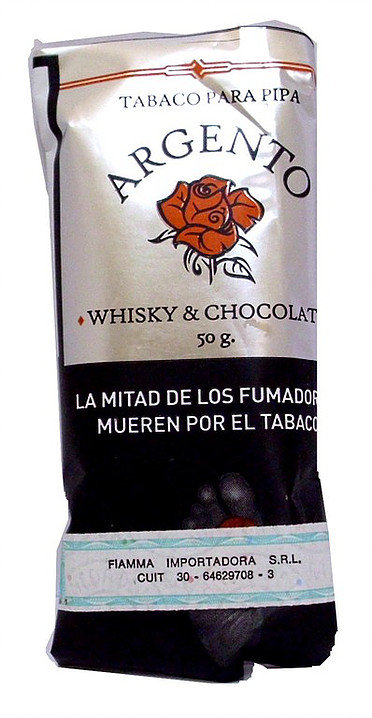 TABACO PARA PIPA
ARGENTO
WHISKY & CHOCOLAT
50 g.
LA MITAD DE LOS FUMADOR
MUEREN POR EL TABACO
FIAMMA IMPORTADORA S.R.L.
CUIT 30 - 64629708 - 3